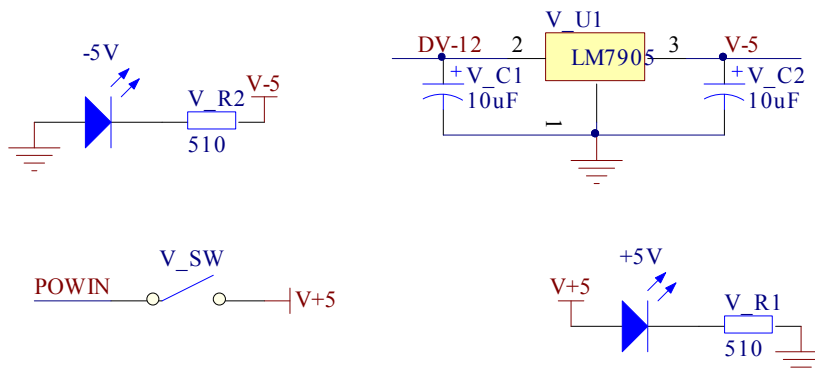 -5V
V_R2
V-5
510
V_U1
DV-12
2
LM7905
3
V-5
+
V_C1
10uF
+
V_C2
10uF
1
V_SW
POWIN
V+5
+5V
V+5
V_R1
510